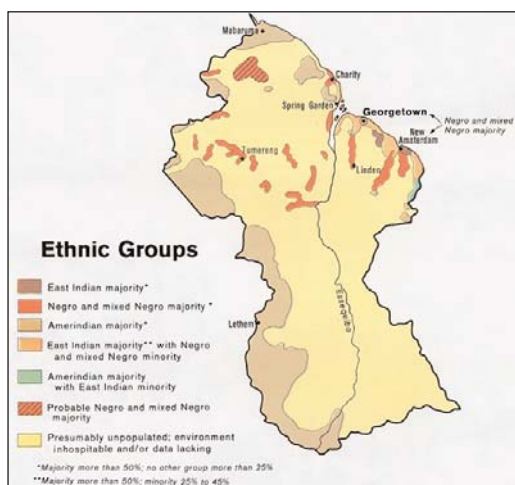 Mabaruma
Charity
Spring Garden
Georgetown
Negro and mixed
Negro majority
New
Amsterdam
Linden
Lethem
Essequibo
Ethnic Groups
East Indian majority*
Negro and mixed Negro majority *
Amerindian majority*
East Indian majority** with Negro
and mixed Negro minority
Amerindian majority
with East Indian minority
Probable Negro and mixed Negro
majority
Presumably unpopulated; environment
inhospitable and/or data lacking
*Majority more than 50%; no other group more than 25%
**Majority more than 50%; minority 25% to 45%